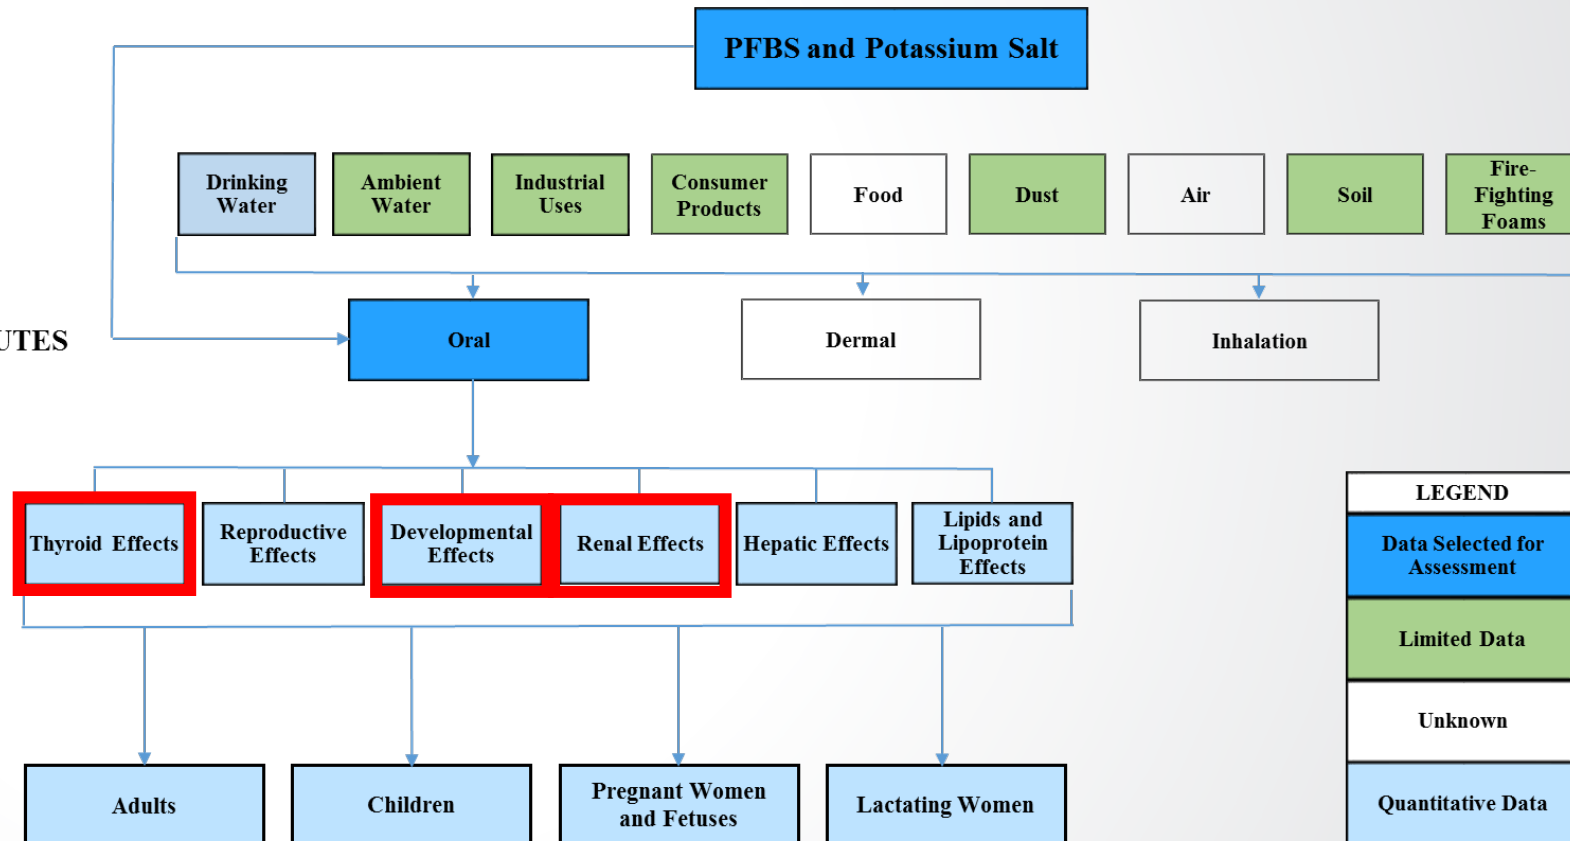 PFBS and Potassium Salt
Drinking
Water
Ambient
Water
Industrial
Uses
Consumer
Products
Food
Dust
Air
Soil
Fire-
Fighting
Foams
UTES
Oral
Dermal
Inhalation
Thyroid Effects
Reproductive
Effects
Developmental
Effects
Renal Effects
Hepatic Effects
Lipids and
Lipoprotein
Effects
LEGEND
Data Selected for
Assessment
Limited Data
Unknown
Quantitative Data
Adults
Children
Pregnant Women
and Fetuses
Lactating Women